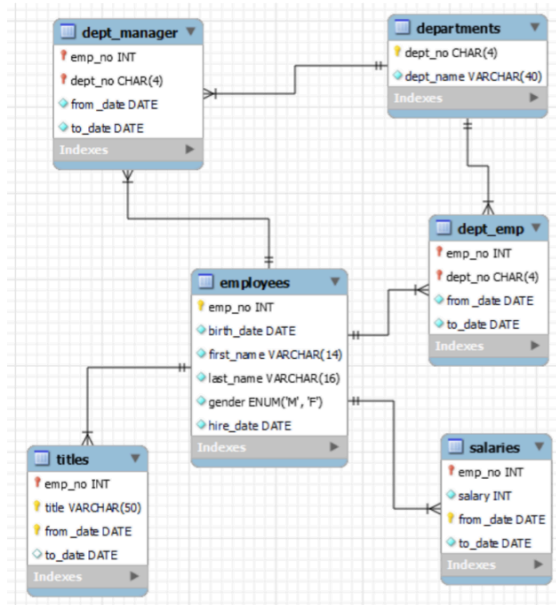 dept_manager
emp_no INT
dept_no CHAR(4)
from_date DATE
to_date DATE
Indexes
departments
dept_no CHAR(4)
dept_name VARCHAR(40)
Indexes
dept_emp
emp_no INT
dept_no CHAR(4)
from_date DATE
to_date DATE
Indexes
employees
emp_no INT
birth_date DATE
first_name VARCHAR(14)
last_name VARCHAR(16)
gender ENUM('M', 'F')
hire_date DATE
Indexes
titles
emp_no INT
title VARCHAR(50)
from_date DATE
to_date DATE
Indexes
salaries
emp_no INT
salary INT
from_date DATE
to_date DATE
Indexes